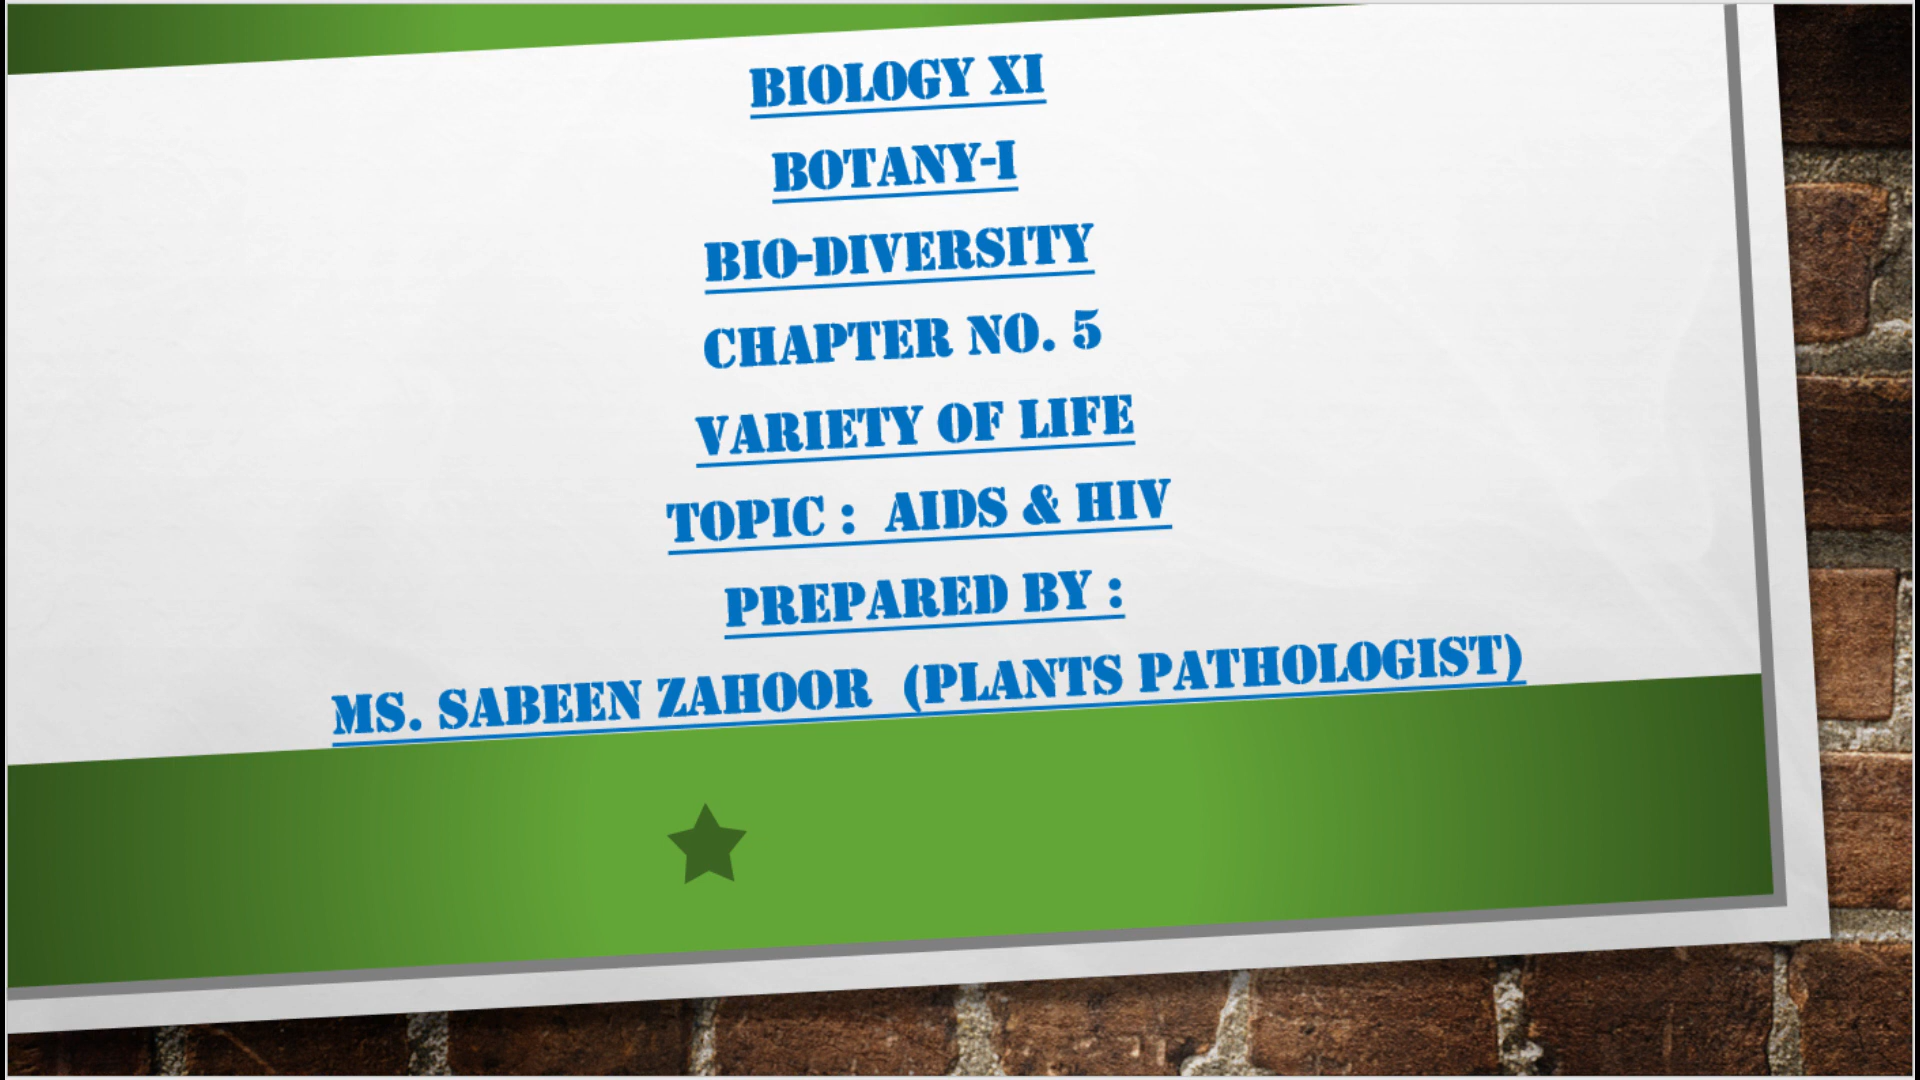 BIOLOGY XI
BOTANY-I
BIO-DIVERSITY
CHAPTER NO. 5
VARIETY OF LIFE
TOPIC :  AIDS & HIV
PREPARED BY :
MS. SABEEN ZAHOOR  (PLANTS PATHOLOGIST)